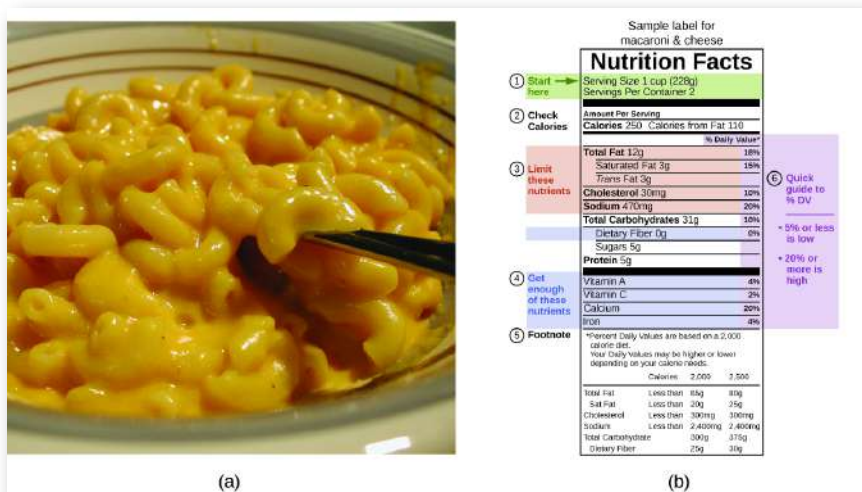 Sample label for
macaroni & cheese
Nutrition Facts
① Start here
Serving Size 1 cup (228g)
Servings Per Container 2
② Check Calories
Amount Per Serving
Calories 250 Calories from Fat 110
% Daily Value*
③ Limit these nutrients
Total Fat 12g 18%
Saturated Fat 3g 15%
Trans Fat 3g
Cholesterol 30mg 10%
Sodium 470mg 20%
Total Carbohydrates 31g 10%
Dietary Fiber 0g 0%
Sugars 5g
Protein 5g
④ Get enough of these nutrients
Vitamin A 4%
Vitamin C 2%
Calcium 20%
Iron 4%
⑤ Footnote
*Percent Daily Values are based on a 2,000
calorie diet.
Your Daily Values may be higher or lower
depending on your calorie needs.
Calories 2,000 2,500
Total Fat Less than 65g 80g
Sat Fat Less than 20g 25g
Cholesterol Less than 300mg 300mg
Sodium Less than 2,400mg 2,400mg
Total Carbohydrate 300g 375g
Dietary Fiber 25g 30g
⑥ Quick
guide to
% DV
• 5% or less
is low
• 20% or
more is
high
(a)
(b)